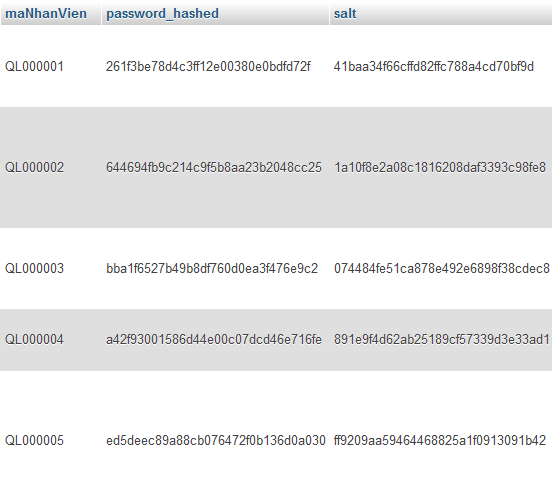 maNhanVien password_hashed salt
QL000001 261f3be78d4c3ff12e00380e0bdfd72f 41baa34f66cffd82ffc788a4cd70bf9d
QL000002 644694fb9c214c9f5b8aa23b2048cc25 1a10f8e2a08c1816208daf3393c98fe8
QL000003 bba1f6527b49b8df760d0ea3f476e9c2 074484fe51ca878e492e6898f38cdec8
QL000004 a42f93001586d44e00c07dcd46e716fe 891e9f4d62ab25189cf57339d3e33ad1
QL000005 ed5deec89a88cb076472f0b136d0a030 ff9209aa59464468825a1f0913091b42